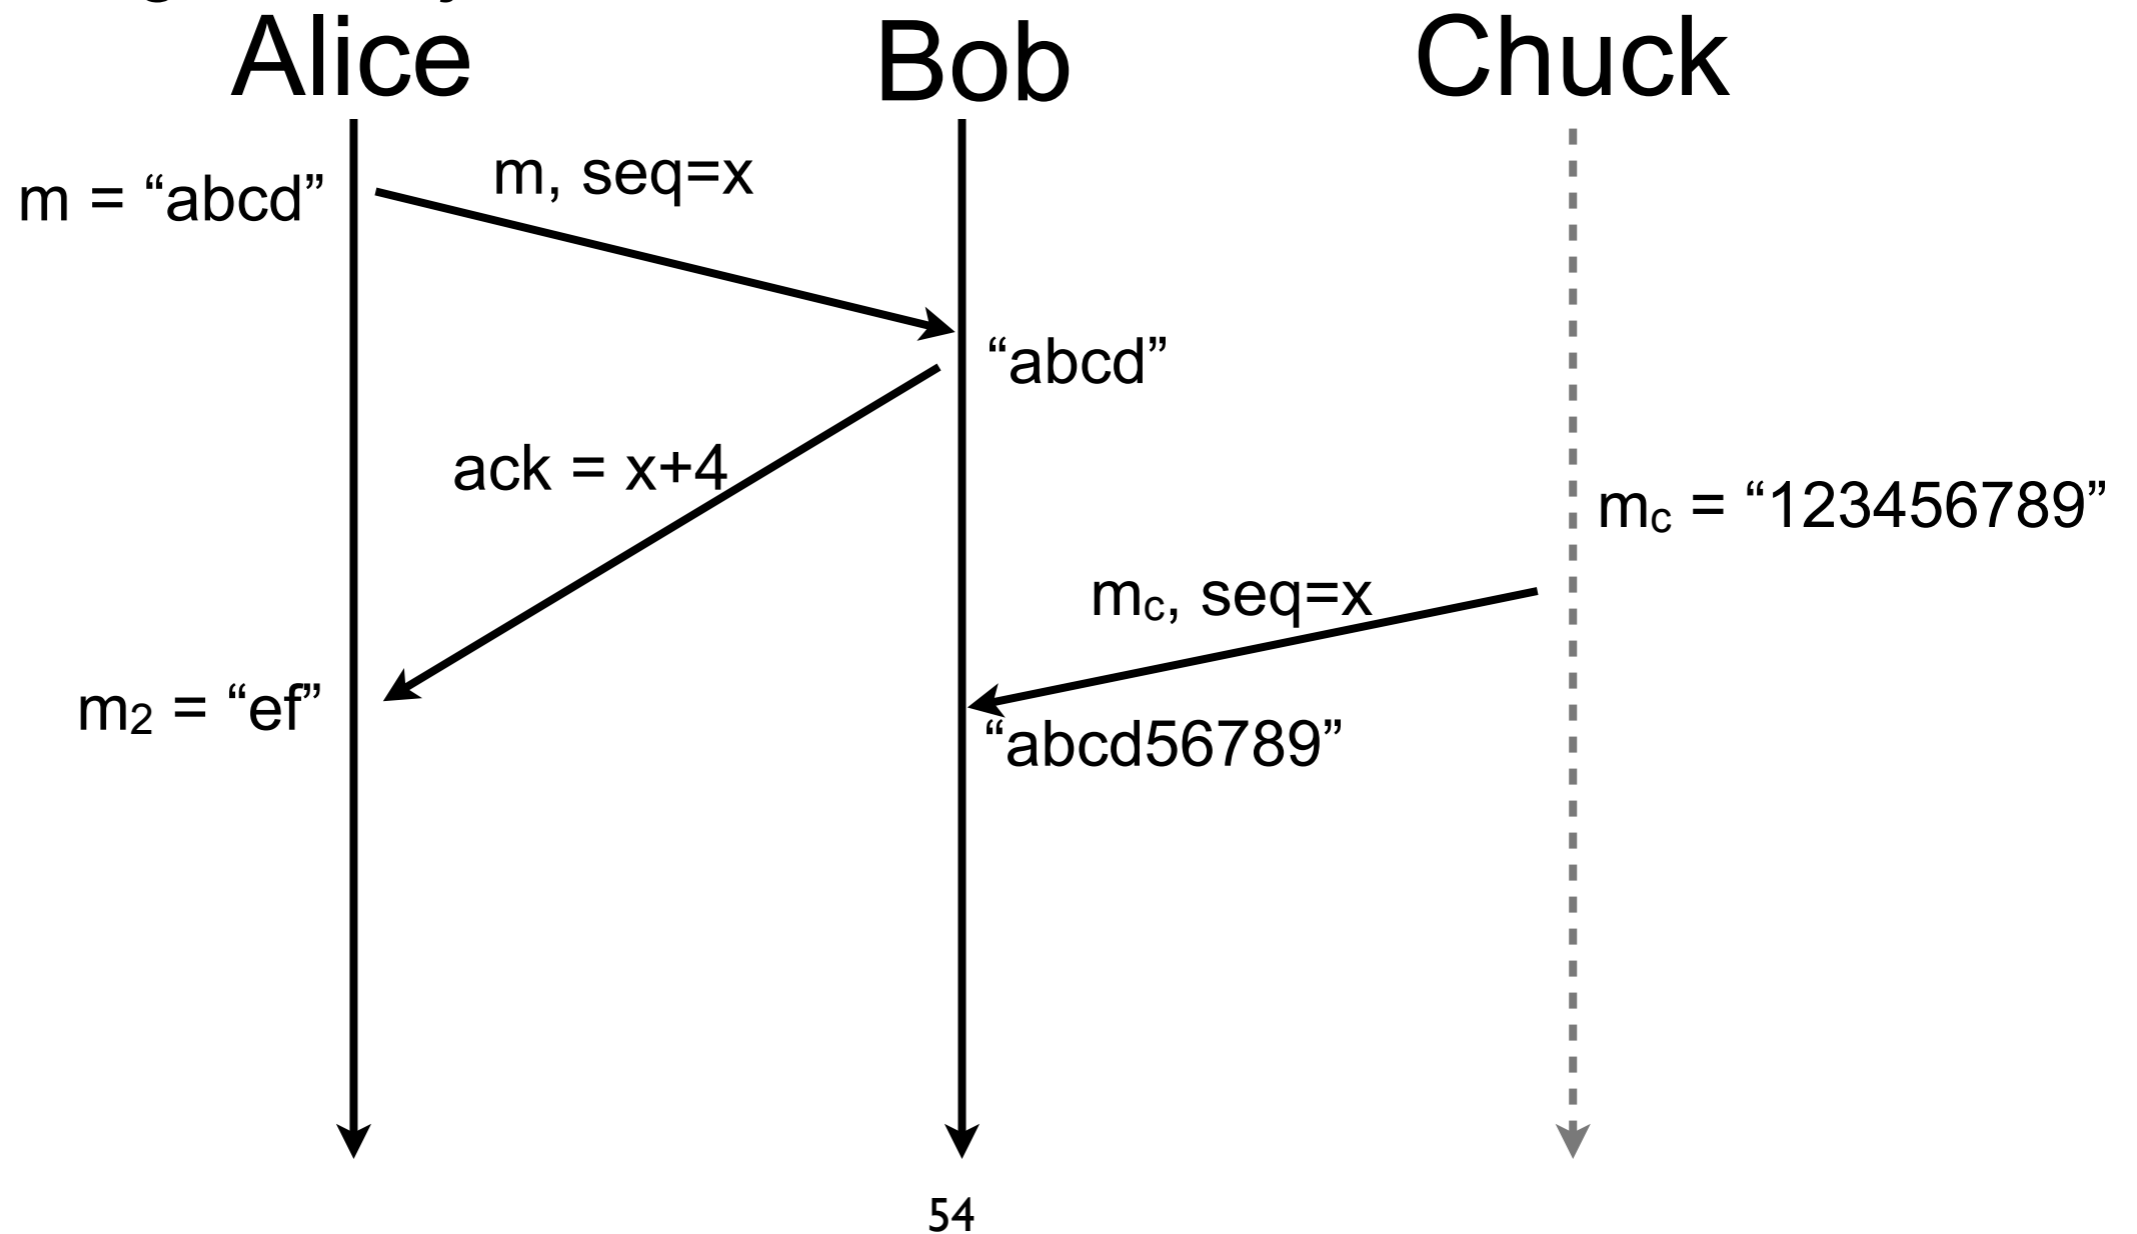 Alice
Bob
Chuck
m = “abcd”
m, seq=x
“abcd”
ack = x+4
mc = “123456789”
mc, seq=x
m2 = “ef”
“abcd56789”
54